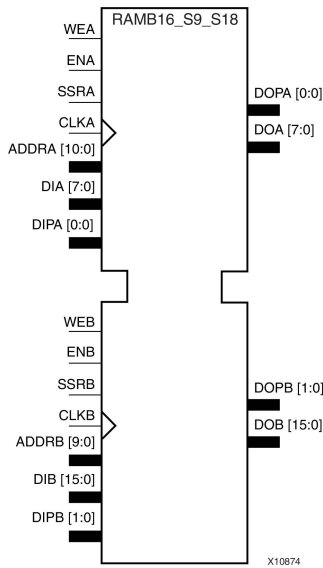 RAMB16_S9_S18
WEA
ENA
SSRA
CLKA
ADDRA [10:0]
DIA [7:0]
DIPA [0:0]
DOPA [0:0]
DOA [7:0]
WEB
ENB
SSRB
CLKB
ADDRB [9:0]
DIB [15:0]
DIPB [1:0]
DOPB [1:0]
DOB [15:0]
X10874